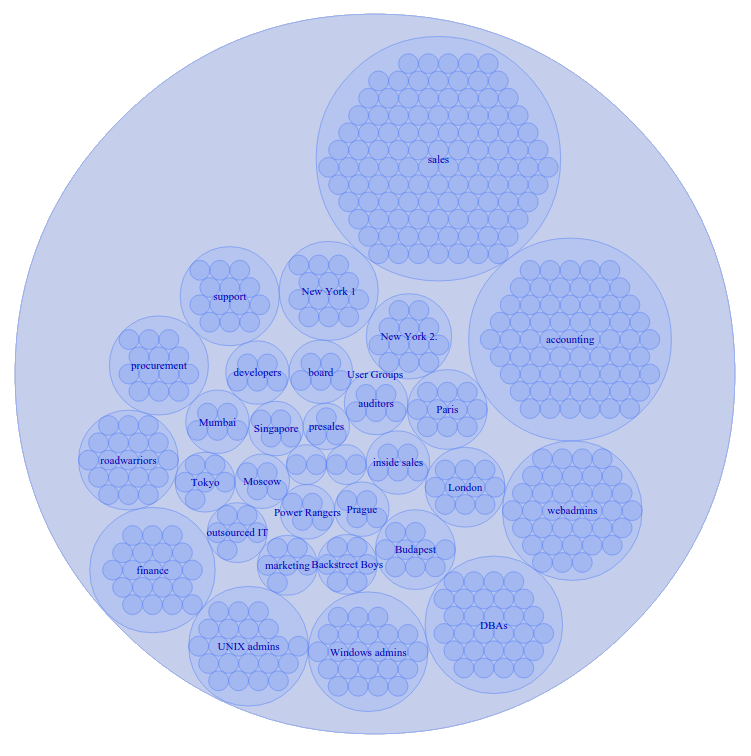 sales
support
New York 1
New York 2.
accounting
procurement
developers
board
User Groups
auditors
Paris
Mumbai
Singapore
presales
roadwarriors
Tokyo
Moscow
inside sales
London
Power Rangers
Prague
webadmins
outsourced IT
marketing
Backstreet Boys
Budapest
finance
UNIX admins
Windows admins
DBAs